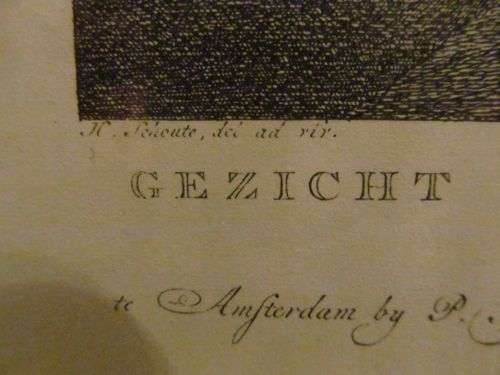 H. Schoute, del ad viv.
GEZICHT
te Amsterdam by P.